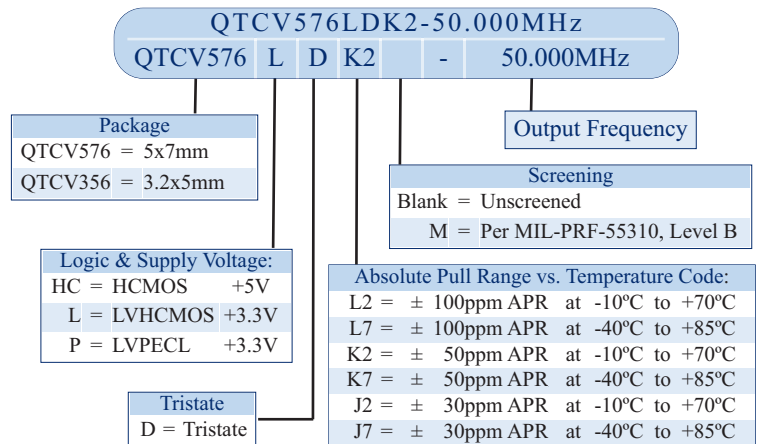 QTCV576LDK2-50.000MHz
QTCV576 L D K2 - 50.000MHz
Package
QTCV576 = 5x7mm
QTCV356 = 3.2x5mm
Output Frequency
Screening
Blank = Unscreened
M = Per MIL-PRF-55310, Level B
Logic & Supply Voltage:
HC = HCMOS +5V
L = LVHCMOS +3.3V
P = LVPECL +3.3V
Absolute Pull Range vs. Temperature Code:
L2 = ± 100ppm APR at -10ºC to +70ºC
L7 = ± 100ppm APR at -40ºC to +85ºC
K2 = ± 50ppm APR at -10ºC to +70ºC
K7 = ± 50ppm APR at -40ºC to +85ºC
J2 = ± 30ppm APR at -10ºC to +70ºC
J7 = ± 30ppm APR at -40ºC to +85ºC
Tristate
D = Tristate